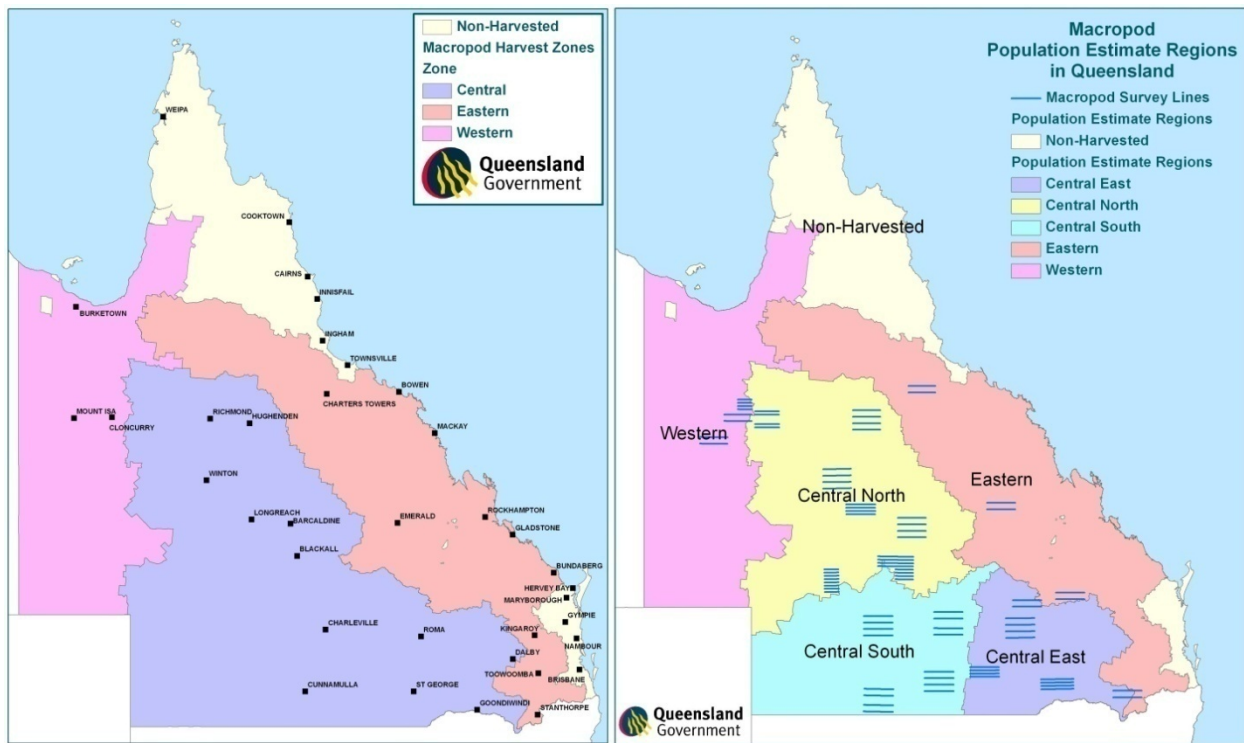 Non-Harvested
Macropod Harvest Zones
Zone
Central
Eastern
Western
Queensland
Government
WEIPA
COOKTOWN
CAIRNS
INNISFAIL
BURKETOWN
INGHAM
TOWNSVILLE
BOWEN
CHARTERS TOWERS
MOUNT ISA
CLONCURRY
RICHMOND
HUGHENDEN
MACKAY
WINTON
LONGREACH
BARCALDINE
EMERALD
ROCKHAMPTON
GLADSTONE
BLACKALL
BUNDABERG
HERVEY BAY
MARYBOROUGH
GYMPIE
CHARLEVILLE
ROMA
KINGAROY
NAMBOUR
DALBY
TOOWOOMBA
BRISBANE
CUNNAMULLA
ST GEORGE
GOONDIWINDI
STANTHORPE
Macropod
Population Estimate Regions
in Queensland
Macropod Survey Lines
Population Estimate Regions
Non-Harvested
Population Estimate Regions
Central East
Central North
Central South
Eastern
Western
Non-Harvested
Western
Eastern
Central North
Central South
Central East
Queensland
Government